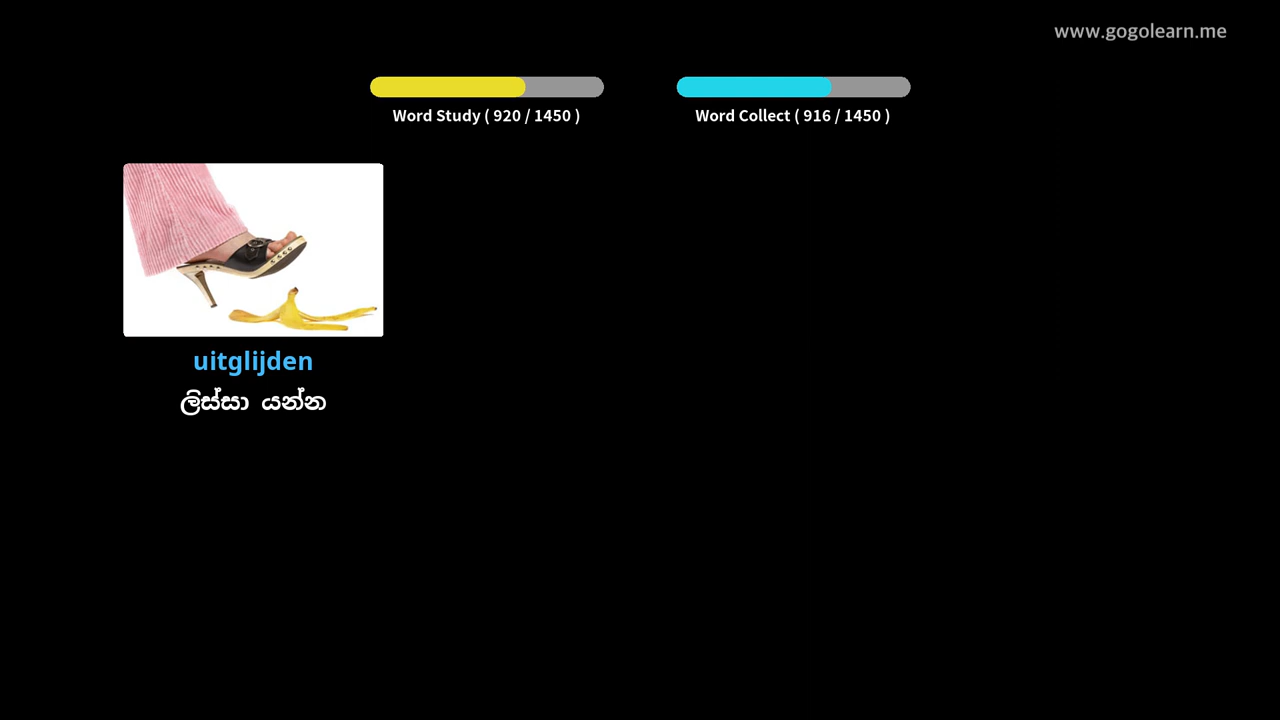 www.gogolearn.me
Word Study ( 920 / 1450 )
Word Collect ( 916 / 1450 )
uitglijden
ලිස්සා යන්න